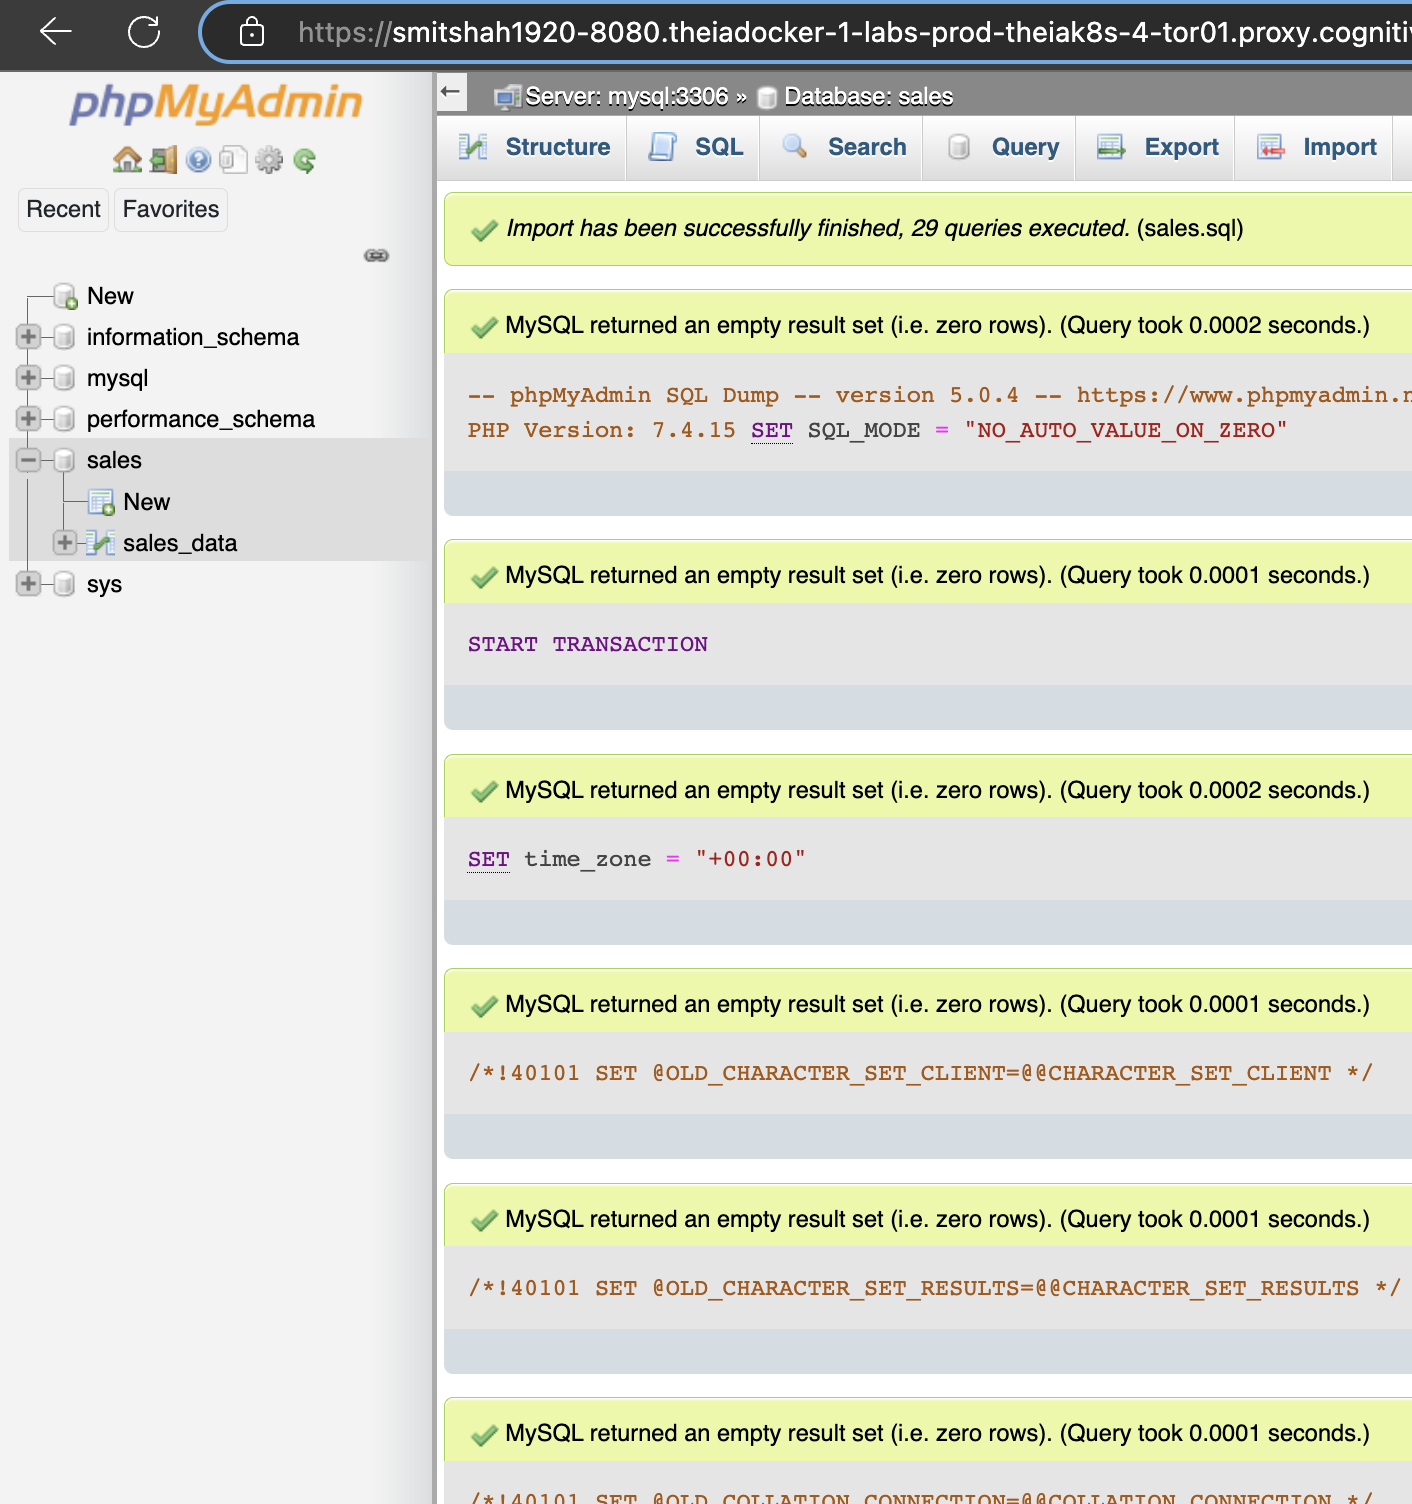 https://smitshah1920-8080.theiadocker-1-labs-prod-theiak8s-4-tor01.proxy.cogniti
phpMyAdmin
Recent Favorites
New
information_schema
mysql
performance_schema
sales
New
sales_data
sys
Server: mysql:3306 » Database: sales
Structure SQL Search Query Export Import
Import has been successfully finished, 29 queries executed. (sales.sql)
MySQL returned an empty result set (i.e. zero rows). (Query took 0.0002 seconds.)
-- phpMyAdmin SQL Dump -- version 5.0.4 -- https://www.phpmyadmin.n
PHP Version: 7.4.15 SET SQL_MODE = "NO_AUTO_VALUE_ON_ZERO"
MySQL returned an empty result set (i.e. zero rows). (Query took 0.0001 seconds.)
START TRANSACTION
MySQL returned an empty result set (i.e. zero rows). (Query took 0.0002 seconds.)
SET time_zone = "+00:00"
MySQL returned an empty result set (i.e. zero rows). (Query took 0.0001 seconds.)
/*!40101 SET @OLD_CHARACTER_SET_CLIENT=@@CHARACTER_SET_CLIENT */
MySQL returned an empty result set (i.e. zero rows). (Query took 0.0001 seconds.)
/*!40101 SET @OLD_CHARACTER_SET_RESULTS=@@CHARACTER_SET_RESULTS */
MySQL returned an empty result set (i.e. zero rows). (Query took 0.0001 seconds.)
/*!40101 SET @OLD_COLLATION_CONNECTION=@@COLLATION_CONNECTION */